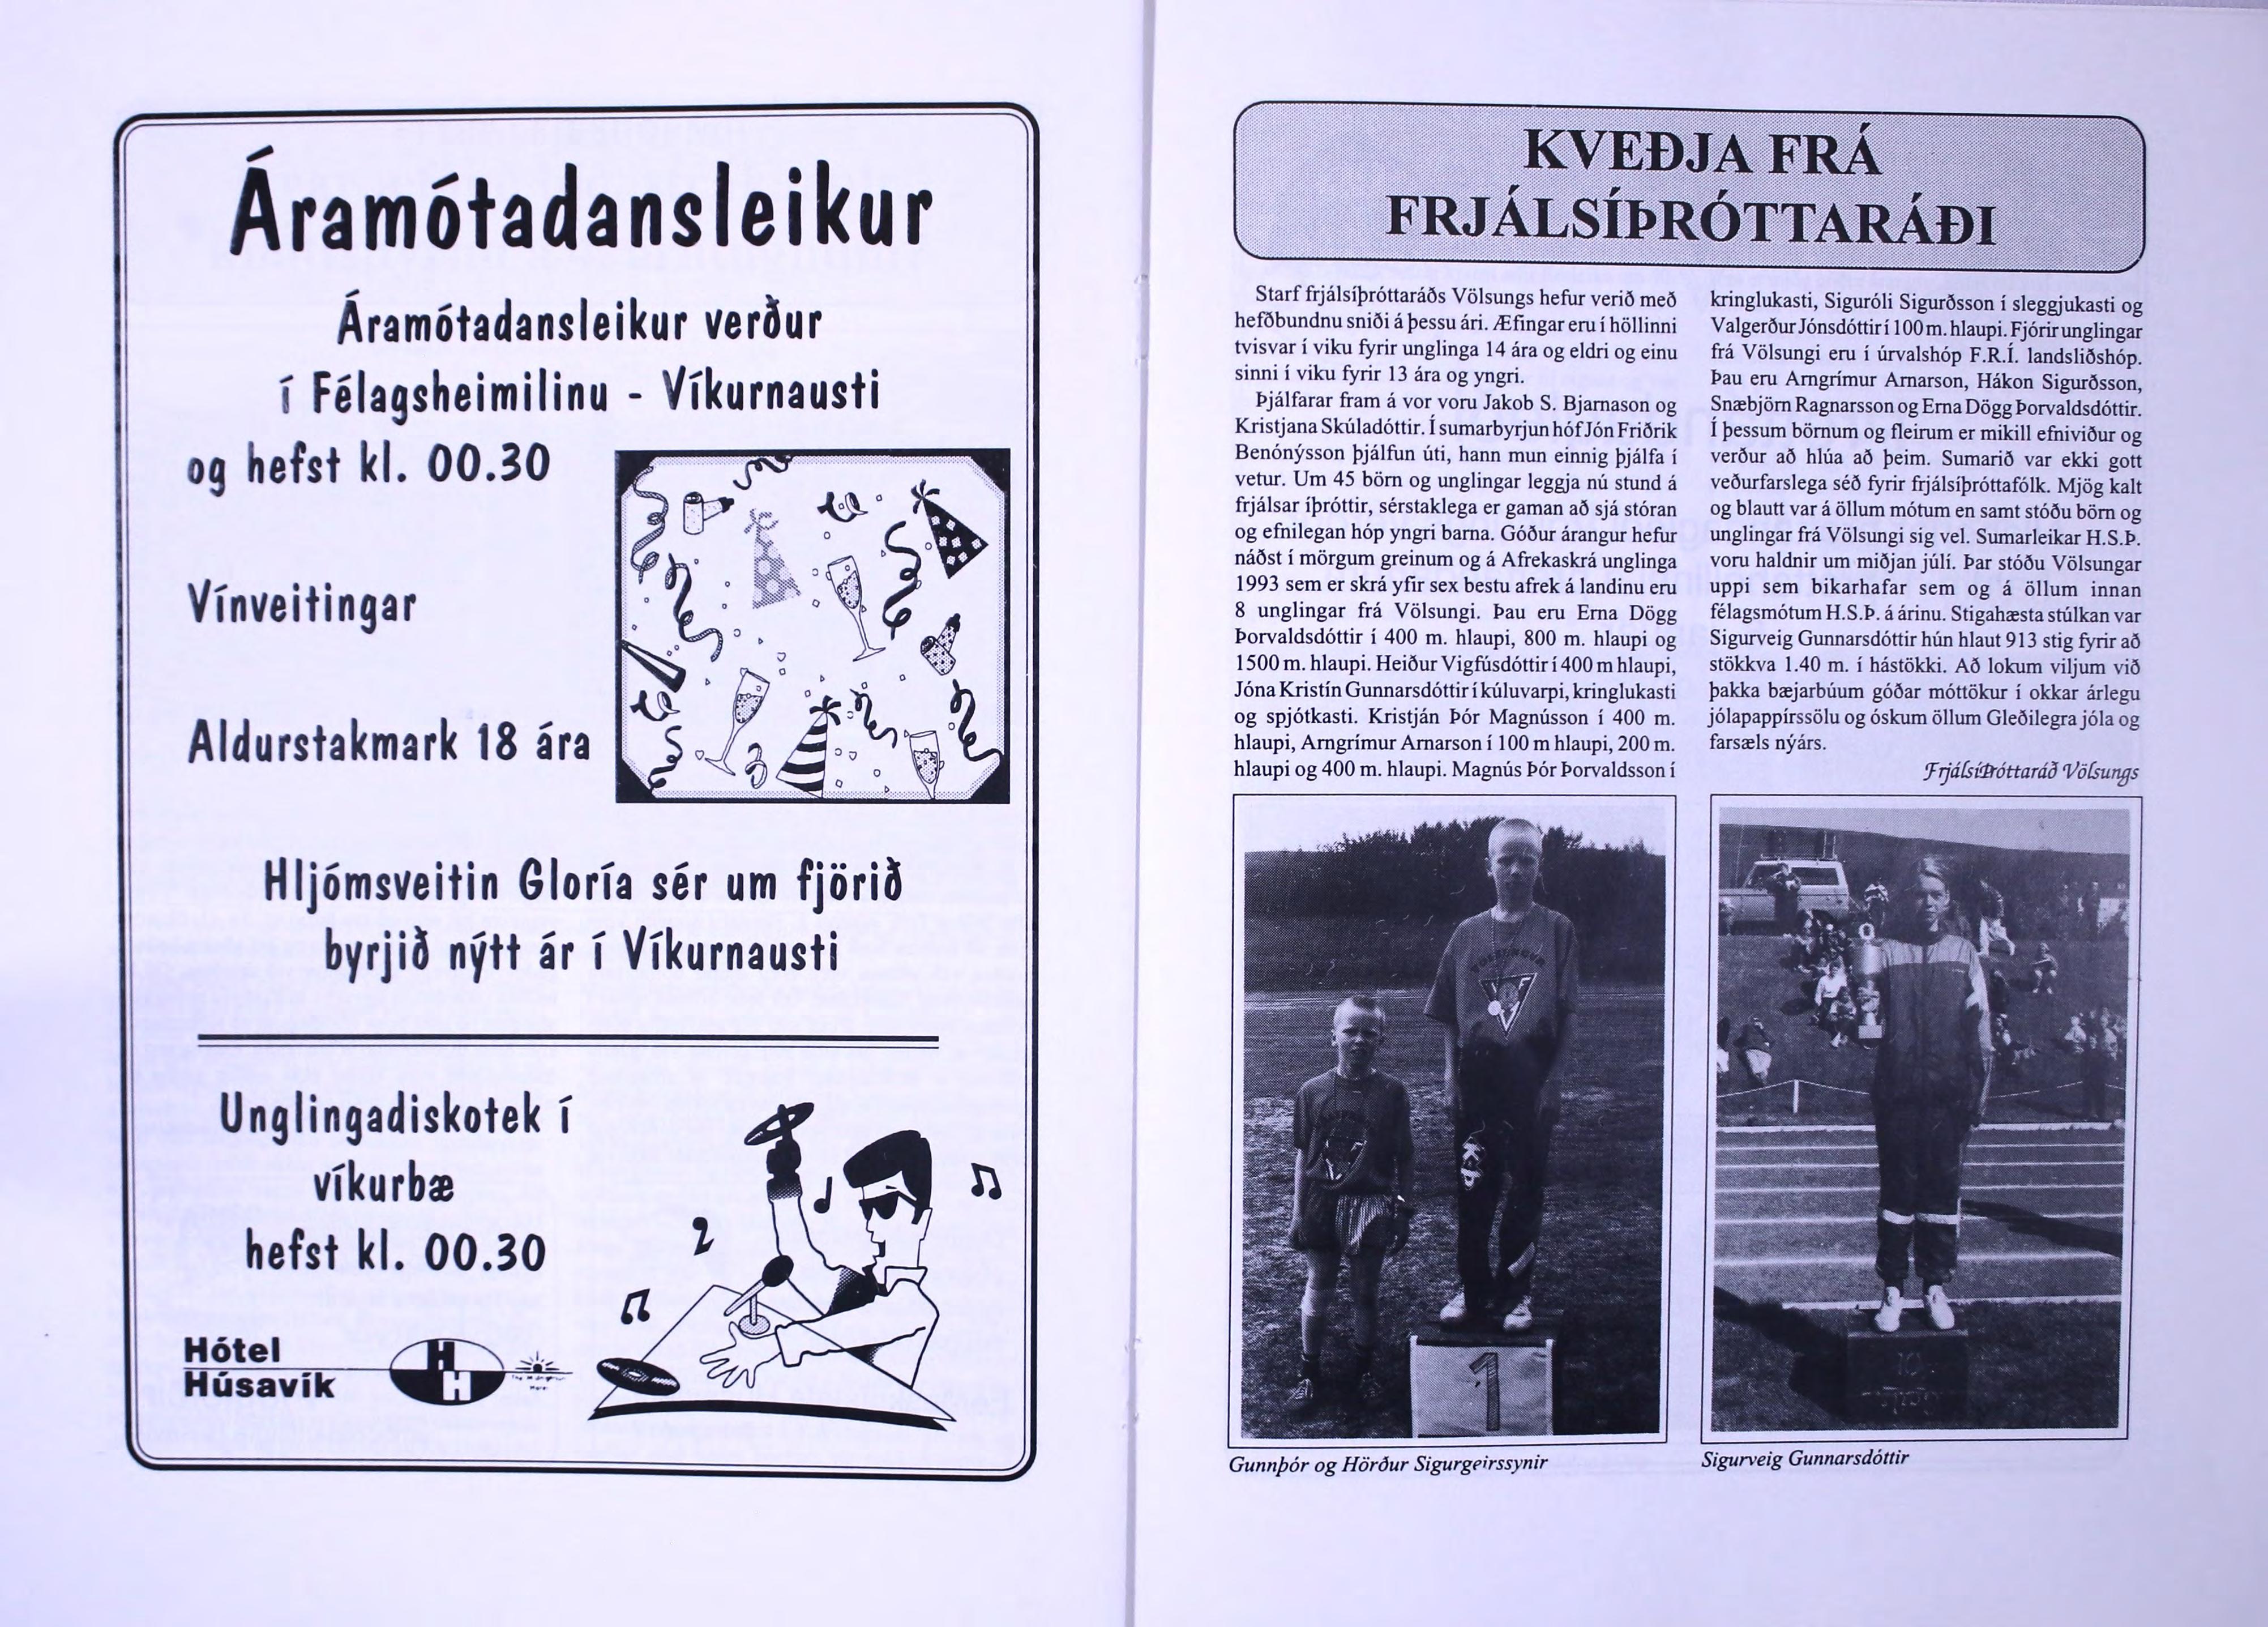 Áramótadansleikur
Áramótadansleikur verður
í Félagsheimilinu - Víkurnausti
og hefst kl. 00.30
Vínveitingar
Aldurstakmark 18 ára
Hljómsveitin Gloría sér um fjörið
byrjið nýtt ár í Víkurnausti
Unglingadiskotek í
víkurbæ
hefst kl. 00.30
Hótel
Húsavík
H
H
KVEÐJA FRÁ
FRJÁLSÍÞRÓTTARÁÐI
Starf frjálsíþróttaráðs Völsungs hefur verið með
hefðbundnu sniði á þessu ári. Æfingar eru í höllinni
tvisvar í viku fyrir unglinga 14 ára og eldri og einu
sinni í viku fyrir 13 ára og yngri.
Þjálfarar fram á vor voru Jakob S. Bjarnason og
Kristjana Skúladóttir. Í sumarbyrjun hóf Jón Friðrik
Benónýsson þjálfun úti, hann mun einnig þjálfa í
vetur. Um 45 börn og unglingar leggja nú stund á
frjálsar íþróttir, sérstaklega er gaman að sjá stóran
og efnilegan hóp yngri barna. Góður árangur hefur
náðst í mörgum greinum og á Afrekaskrá unglinga
1993 sem er skrá yfir sex bestu afrek á landinu eru
8 unglingar frá Völsungi. Þau eru Erna Dögg
Þorvaldsdóttir í 400 m. hlaupi, 800 m. hlaupi og
1500 m. hlaupi. Heiður Vigfúsdóttir í 400 m hlaupi,
Jóna Kristín Gunnarsdóttir í kúluvarpi, kringlukasti
og spjótkasti. Kristján Þór Magnússon í 400 m.
hlaupi, Arngrímur Arnarson í 100 m hlaupi, 200 m.
hlaupi og 400 m. hlaupi. Magnús Þór Þorvaldsson í
kringlukasti, Siguróli Sigurðsson í sleggjukasti og
Valgerður Jónsdóttir í 100 m. hlaupi. Fjórir unglingar
frá Völsungi eru í úrvalshóp F.R.Í. landsliðshóp.
Þau eru Arngrímur Arnarson, Hákon Sigurðsson,
Snæbjörn Ragnarsson og Erna Dögg Þorvaldsdóttir.
Í þessum börnum og fleirum er mikill efniviður og
verður að hlúa að þeim. Sumarið var ekki gott
veðurfarslega séð fyrir frjálsíþróttafólk. Mjög kalt
og blautt var á öllum mótum en samt stóðu börn og
unglingar frá Völsungi sig vel. Sumarleikar H.S.Þ.
voru haldnir um miðjan júlí. Þar stóðu Völsungar
uppi sem bikarhafar sem og á öllum innan
félagsmótum H.S.Þ. á árinu. Stigahæsta stúlkan var
Sigurveig Gunnarsdóttir hún hlaut 913 stig fyrir að
stökkva 1.40 m. í hástökki. Að lokum viljum við
þakka bæjarbúum góðar móttökur í okkar árlegu
jólapappírssölu og óskum öllum Gleðilegra jóla og
farsæls nýárs.
FrjálsíÞróttaráð Völsungs
VÖLSUNGUR
1
Gunnþór og Hörður Sigurgeirssynir
Sigurveig Gunnarsdóttir